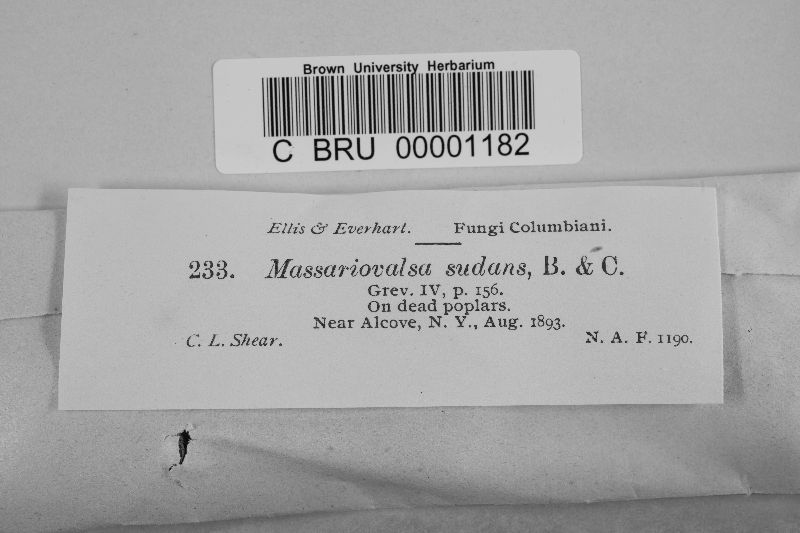 Brown University Herbarium
C BRU 00001182
Ellis & Everhart. Fungi Columbiani.
233. Massariovalsa sudans, B. & C.
Grev. IV, p. 156.
On dead poplars.
Near Alcove, N. Y., Aug. 1893.
C. L. Shear. N. A. F. 1190.